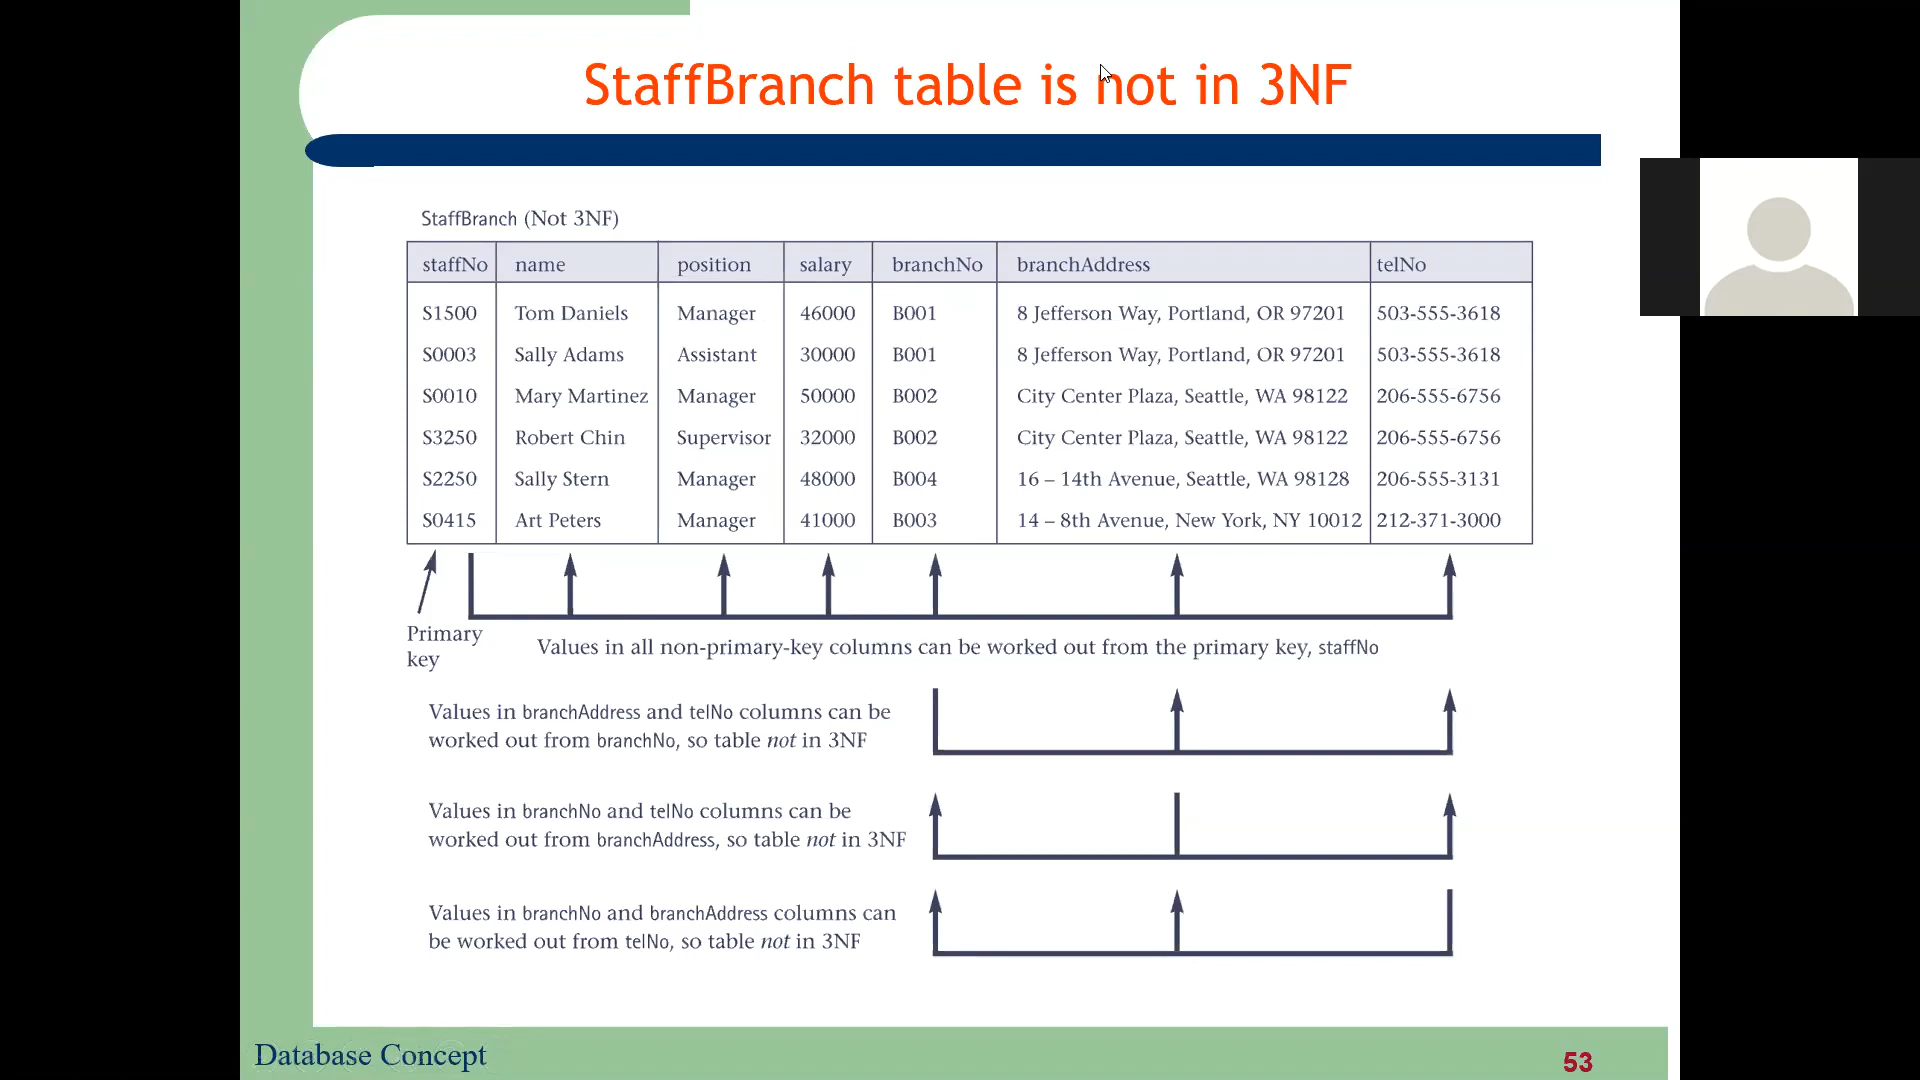 StaffBranch table is not in 3NF
StaffBranch (Not 3NF)
staffNo name position salary branchNo branchAddress telNo
S1500 Tom Daniels Manager 46000 B001 8 Jefferson Way, Portland, OR 97201 503-555-3618
S0003 Sally Adams Assistant 30000 B001 8 Jefferson Way, Portland, OR 97201 503-555-3618
S0010 Mary Martinez Manager 50000 B002 City Center Plaza, Seattle, WA 98122 206-555-6756
S3250 Robert Chin Supervisor 32000 B002 City Center Plaza, Seattle, WA 98122 206-555-6756
S2250 Sally Stern Manager 48000 B004 16 – 14th Avenue, Seattle, WA 98128 206-555-3131
S0415 Art Peters Manager 41000 B003 14 – 8th Avenue, New York, NY 10012 212-371-3000
Primary
key
Values in all non-primary-key columns can be worked out from the primary key, staffNo
Values in branchAddress and telNo columns can be
worked out from branchNo, so table not in 3NF
Values in branchNo and telNo columns can be
worked out from branchAddress, so table not in 3NF
Values in branchNo and branchAddress columns can
be worked out from telNo, so table not in 3NF
Database Concept
53